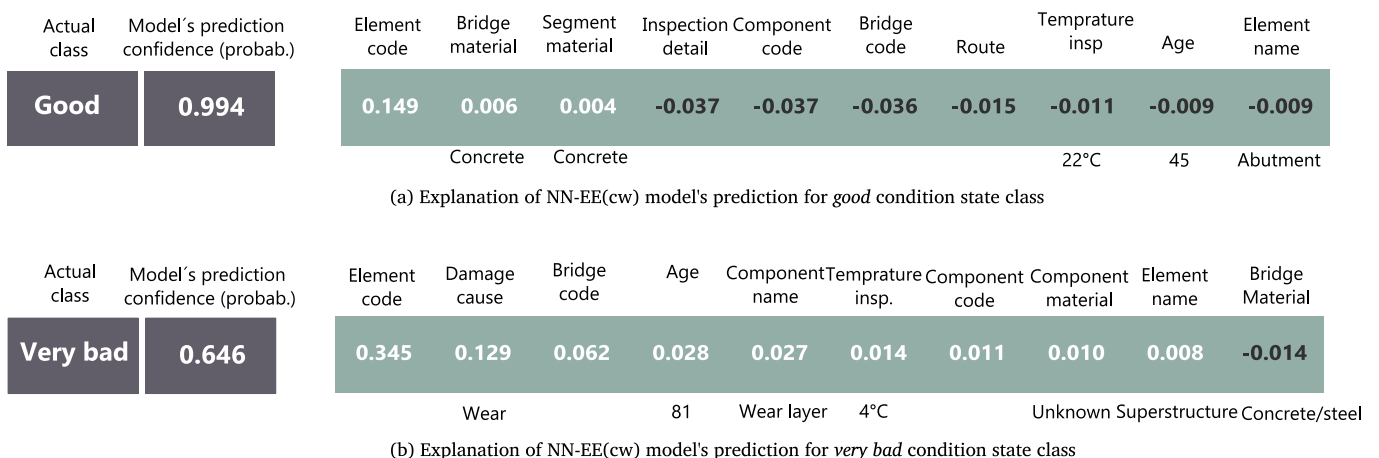 Actual class Model's prediction confidence (probab.) Element code Bridge material Segment material Inspection detail Component code Bridge code Route Temprature insp Age Element name
Good 0.994 0.149 0.006 0.004 -0.037 -0.037 -0.036 -0.015 -0.011 -0.009 -0.009
Concrete Concrete 22°C 45 Abutment
(a) Explanation of NN-EE(cw) model's prediction for good condition state class
Actual class Model´s prediction confidence (probab.) Element code Damage cause Bridge code Age Component name Temprature insp. Component code Component material Element name Bridge Material
Very bad 0.646 0.345 0.129 0.062 0.028 0.027 0.014 0.011 0.010 0.008 -0.014
Wear 81 Wear layer 4°C Unknown Superstructure Concrete/steel
(b) Explanation of NN-EE(cw) model's prediction for very bad condition state class